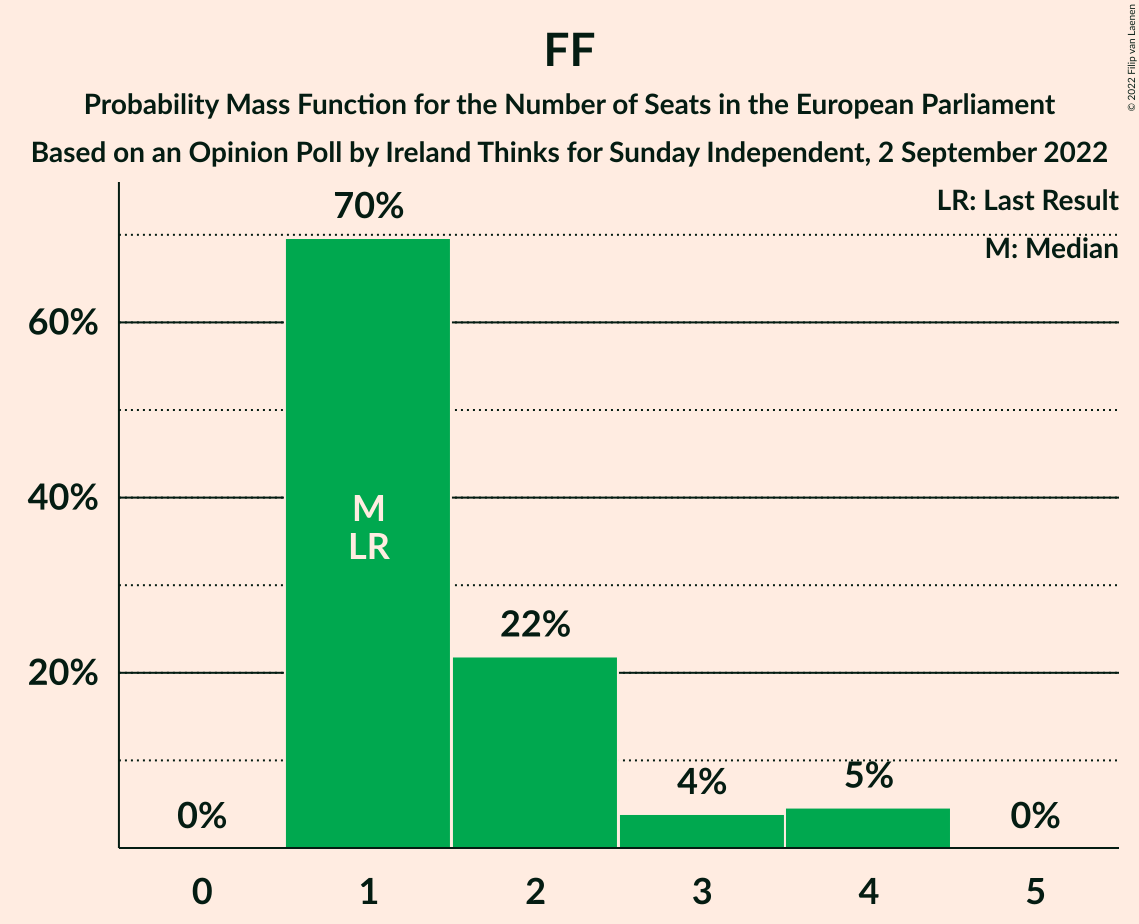 FF
Probability Mass Function for the Number of Seats in the European Parliament
Based on an Opinion Poll by Ireland Thinks for Sunday Independent, 2 September 2022
© 2022 Filip van Laenen
LR: Last Result
M: Median
70%
60%
40%
M
LR
22%
20%
4%
5%
0%
0%
0 1 2 3 4 5